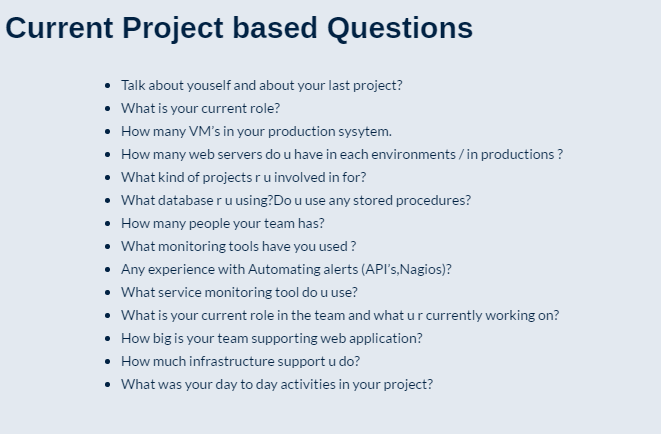 Current Project based Questions
Talk about youself and about your last project?
What is your current role?
How many VM's in your production sysytem.
How many web servers do u have in each environments / in productions ?
What kind of projects r u involved in for?
What database r u using?Do u use any stored procedures?
How many people your team has?
What monitoring tools have you used ?
Any experience with Automating alerts (API's,Nagios)?
What service monitoring tool do u use?
What is your current role in the team and what u r currently working on?
How big is your team supporting web application?
How much infrastructure support u do?
What was your day to day activities in your project?